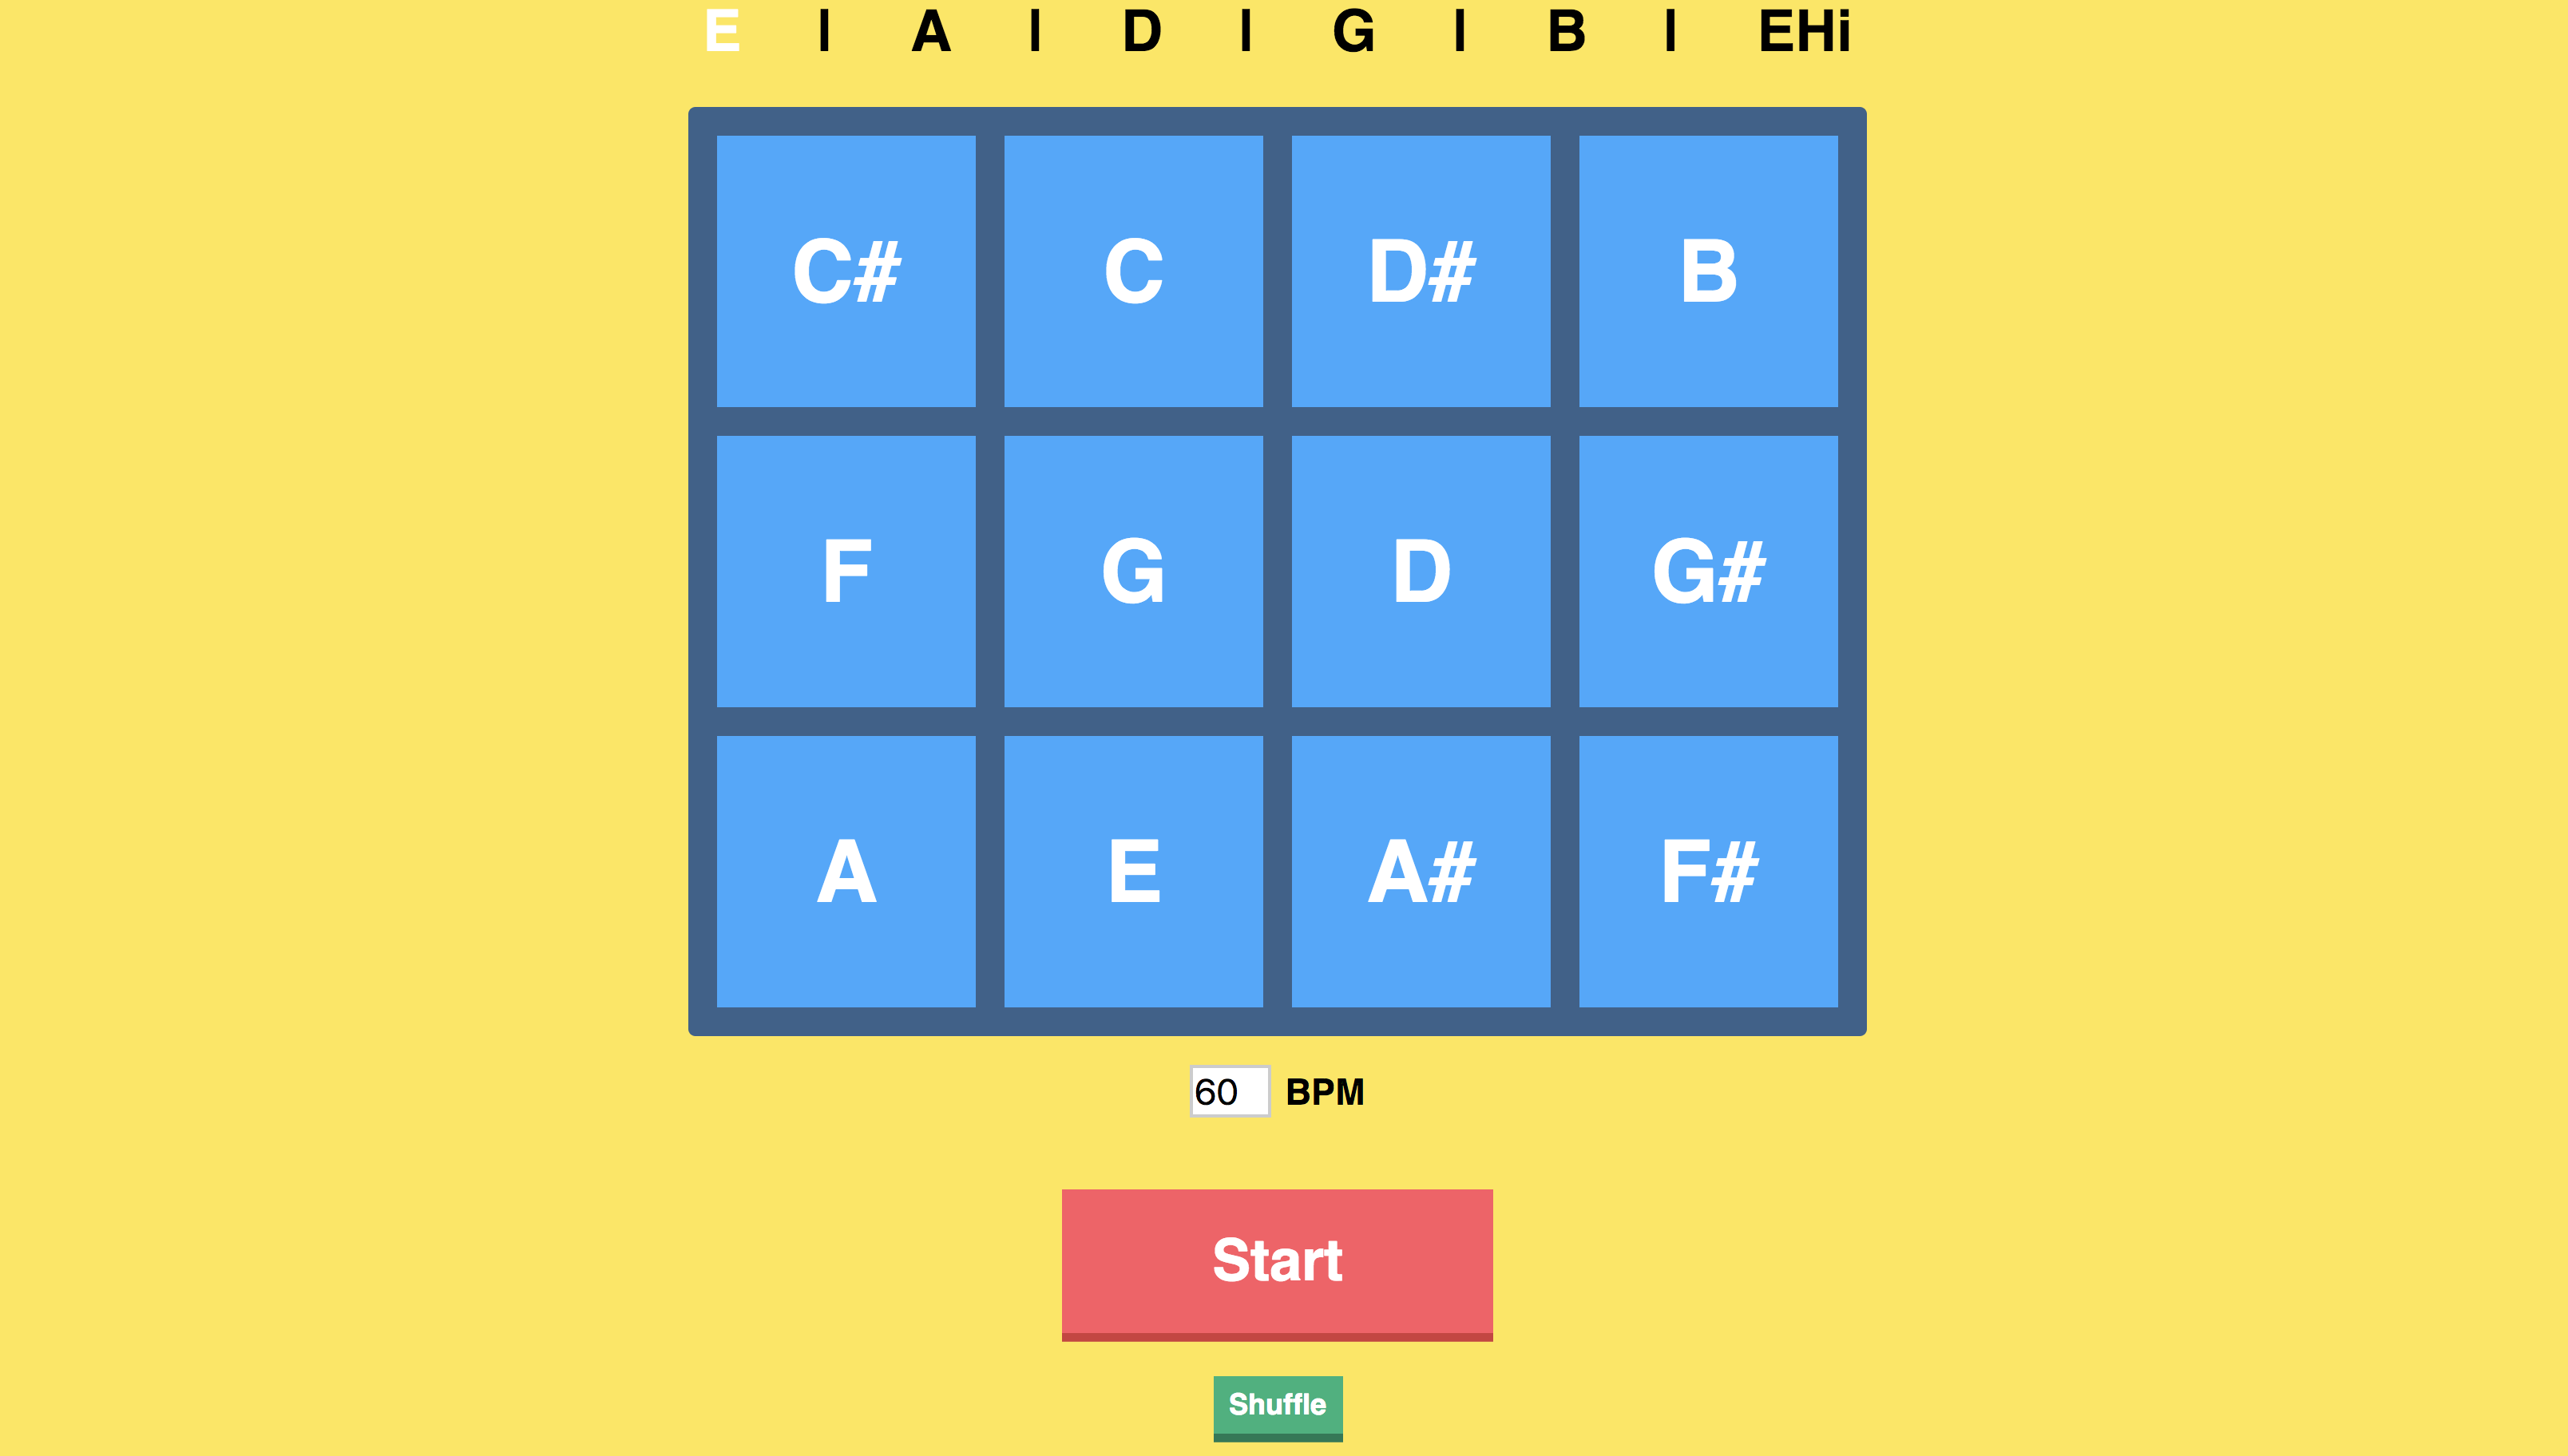 E | A | D | G | B | EHi
C# C D# B
F G D G#
A E A# F#
60 BPM
Start
Shuffle